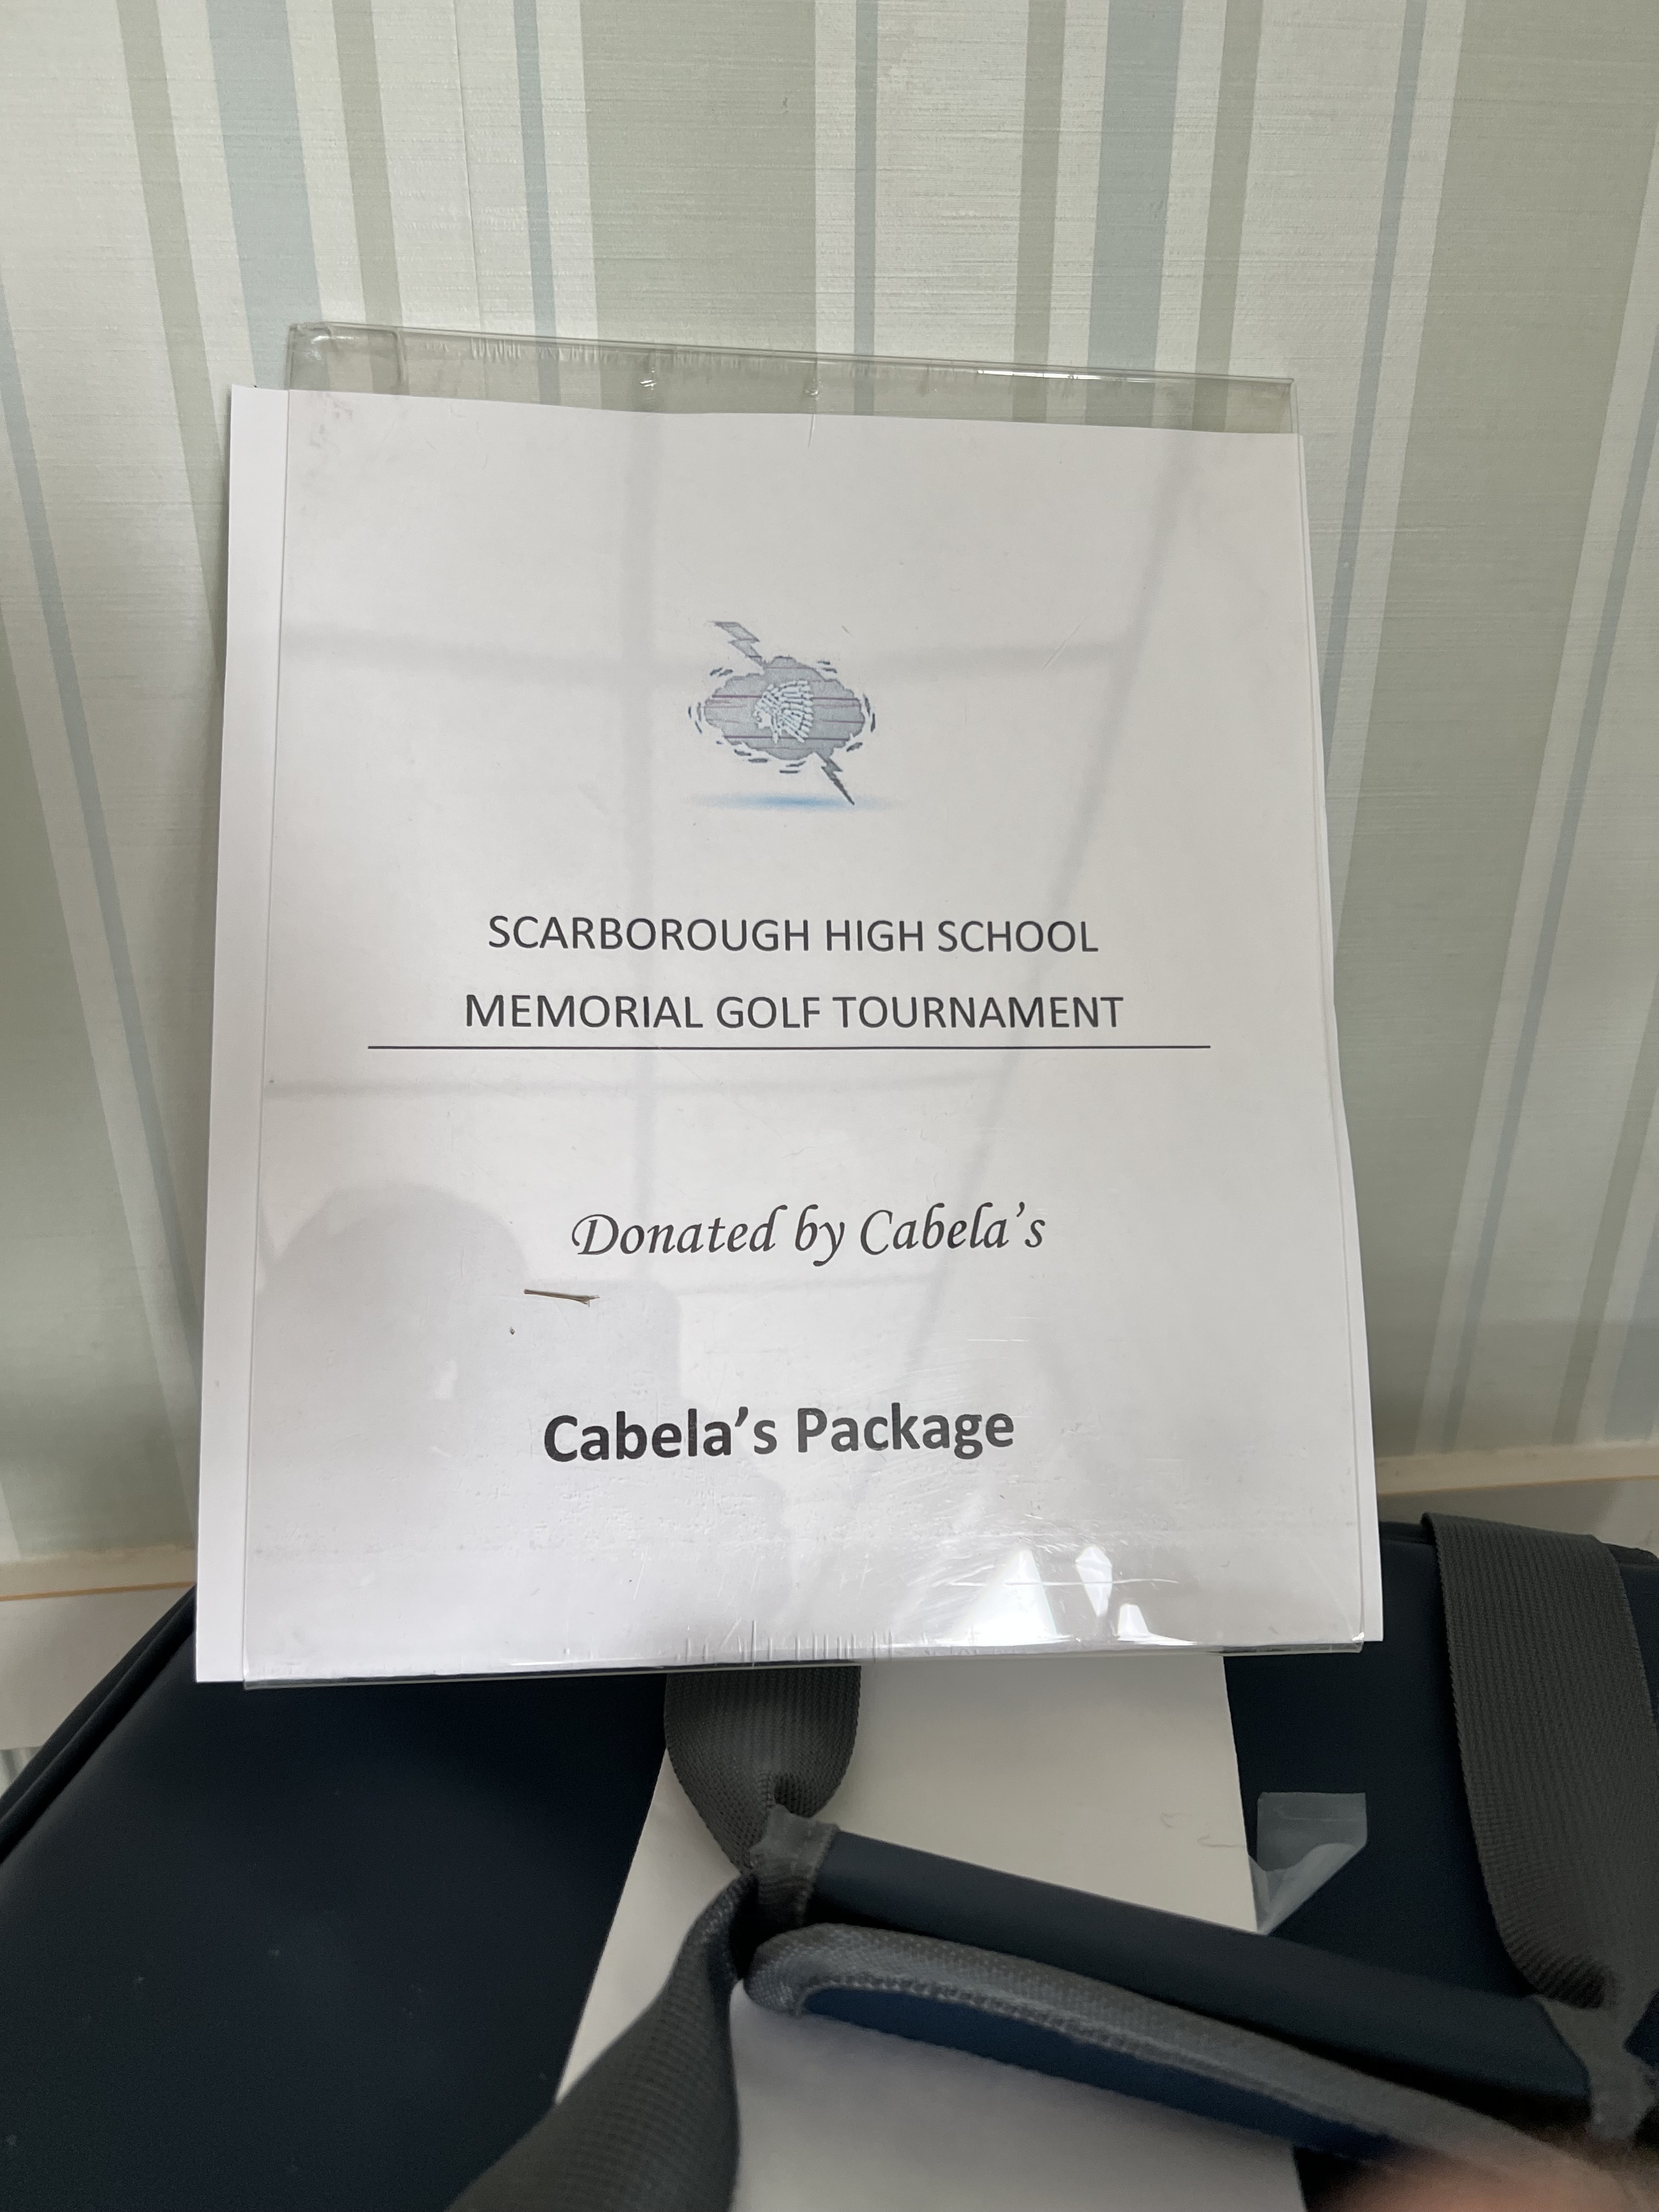 SCARBOROUGH HIGH SCHOOL
MEMORIAL GOLF TOURNAMENT
Donated by Cabela's
Cabela's Package